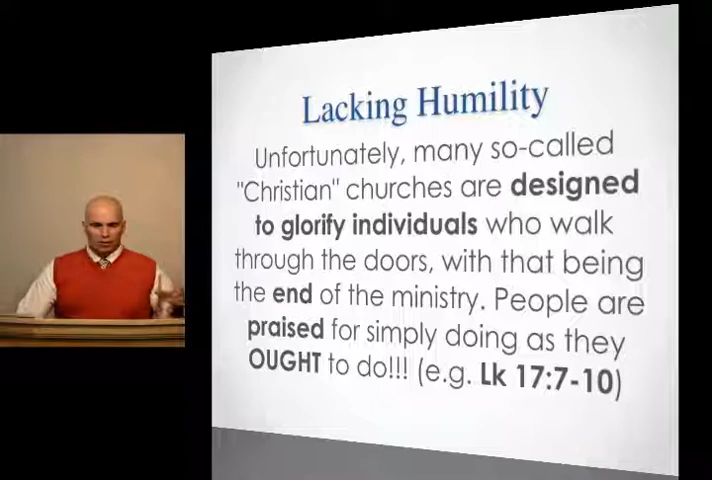 Lacking Humility
Unfortunately, many so-called
"Christian" churches are designed
to glorify individuals who walk
through the doors, with that being
the end of the ministry. People are
praised for simply doing as they
OUGHT to do!!! (e.g. Lk 17:7-10)